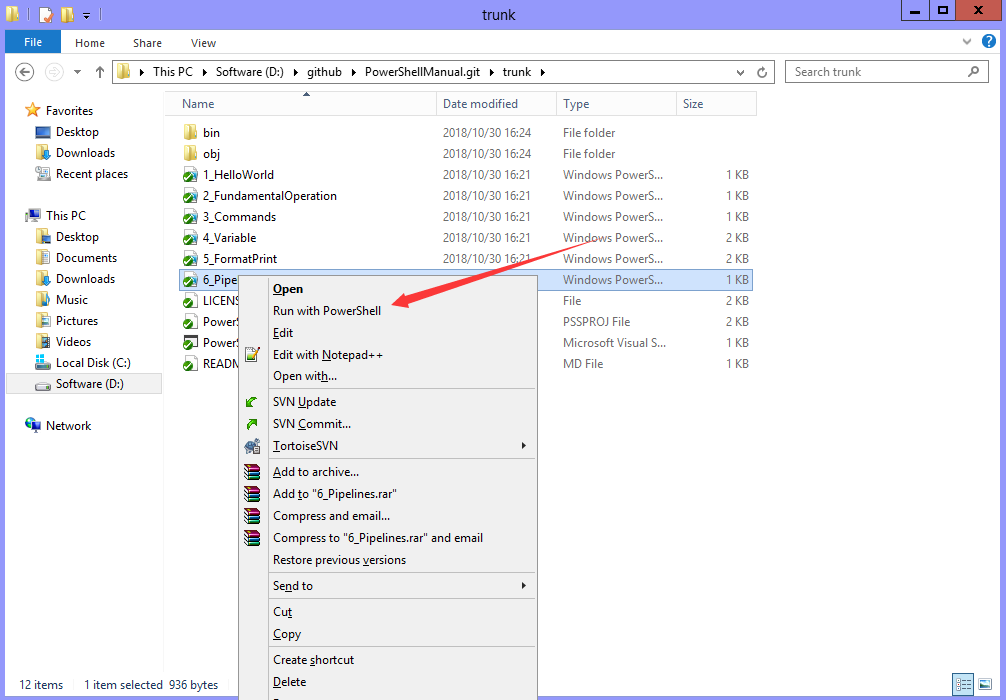 trunk
File Home Share View
This PC Software (D:) github PowerShellManual.git trunk Search trunk
Name Date modified Type Size
Favorites
Desktop
Downloads
Recent places
This PC
Desktop
Documents
Downloads
Music
Pictures
Videos
Local Disk (C:)
Software (D:)
Network
bin 2018/10/30 16:24 File folder
obj 2018/10/30 16:24 File folder
1_HelloWorld 2018/10/30 16:21 Windows PowerS... 1 KB
2_FundamentalOperation 2018/10/30 16:21 Windows PowerS... 1 KB
3_Commands 2018/10/30 16:21 Windows PowerS... 1 KB
4_Variable 2018/10/30 16:21 Windows PowerS... 2 KB
5_FormatPrint 2018/10/30 16:21 Windows PowerS... 2 KB
6_Pipe Windows PowerS... 1 KB
LICENS File 2 KB
PowerS PSSPROJ File 2 KB
PowerS Microsoft Visual S... 1 KB
READM MD File 1 KB
Open
Run with PowerShell
Edit
Edit with Notepad++
Open with...
SVN Update
SVN Commit...
TortoiseSVN
Add to archive...
Add to "6_Pipelines.rar"
Compress and email...
Compress to "6_Pipelines.rar" and email
Restore previous versions
Send to
Cut
Copy
Create shortcut
Delete
12 items 1 item selected 936 bytes